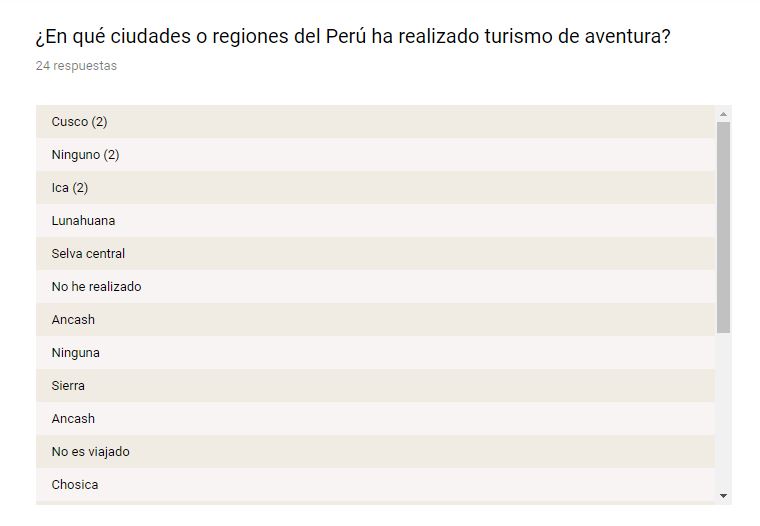 ¿En qué ciudades o regiones del Perú ha realizado turismo de aventura?
24 respuestas
Cusco (2)
Ninguno (2)
Ica (2)
Lunahuana
Selva central
No he realizado
Ancash
Ninguna
Sierra
Ancash
No es viajado
Chosica